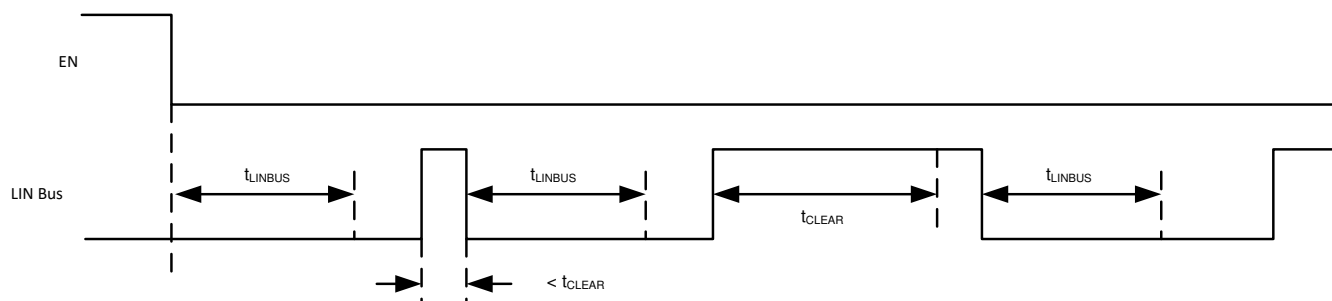 EN
LIN Bus
tLINBUS
tLINBUS
tCLEAR
tLINBUS
< tCLEAR